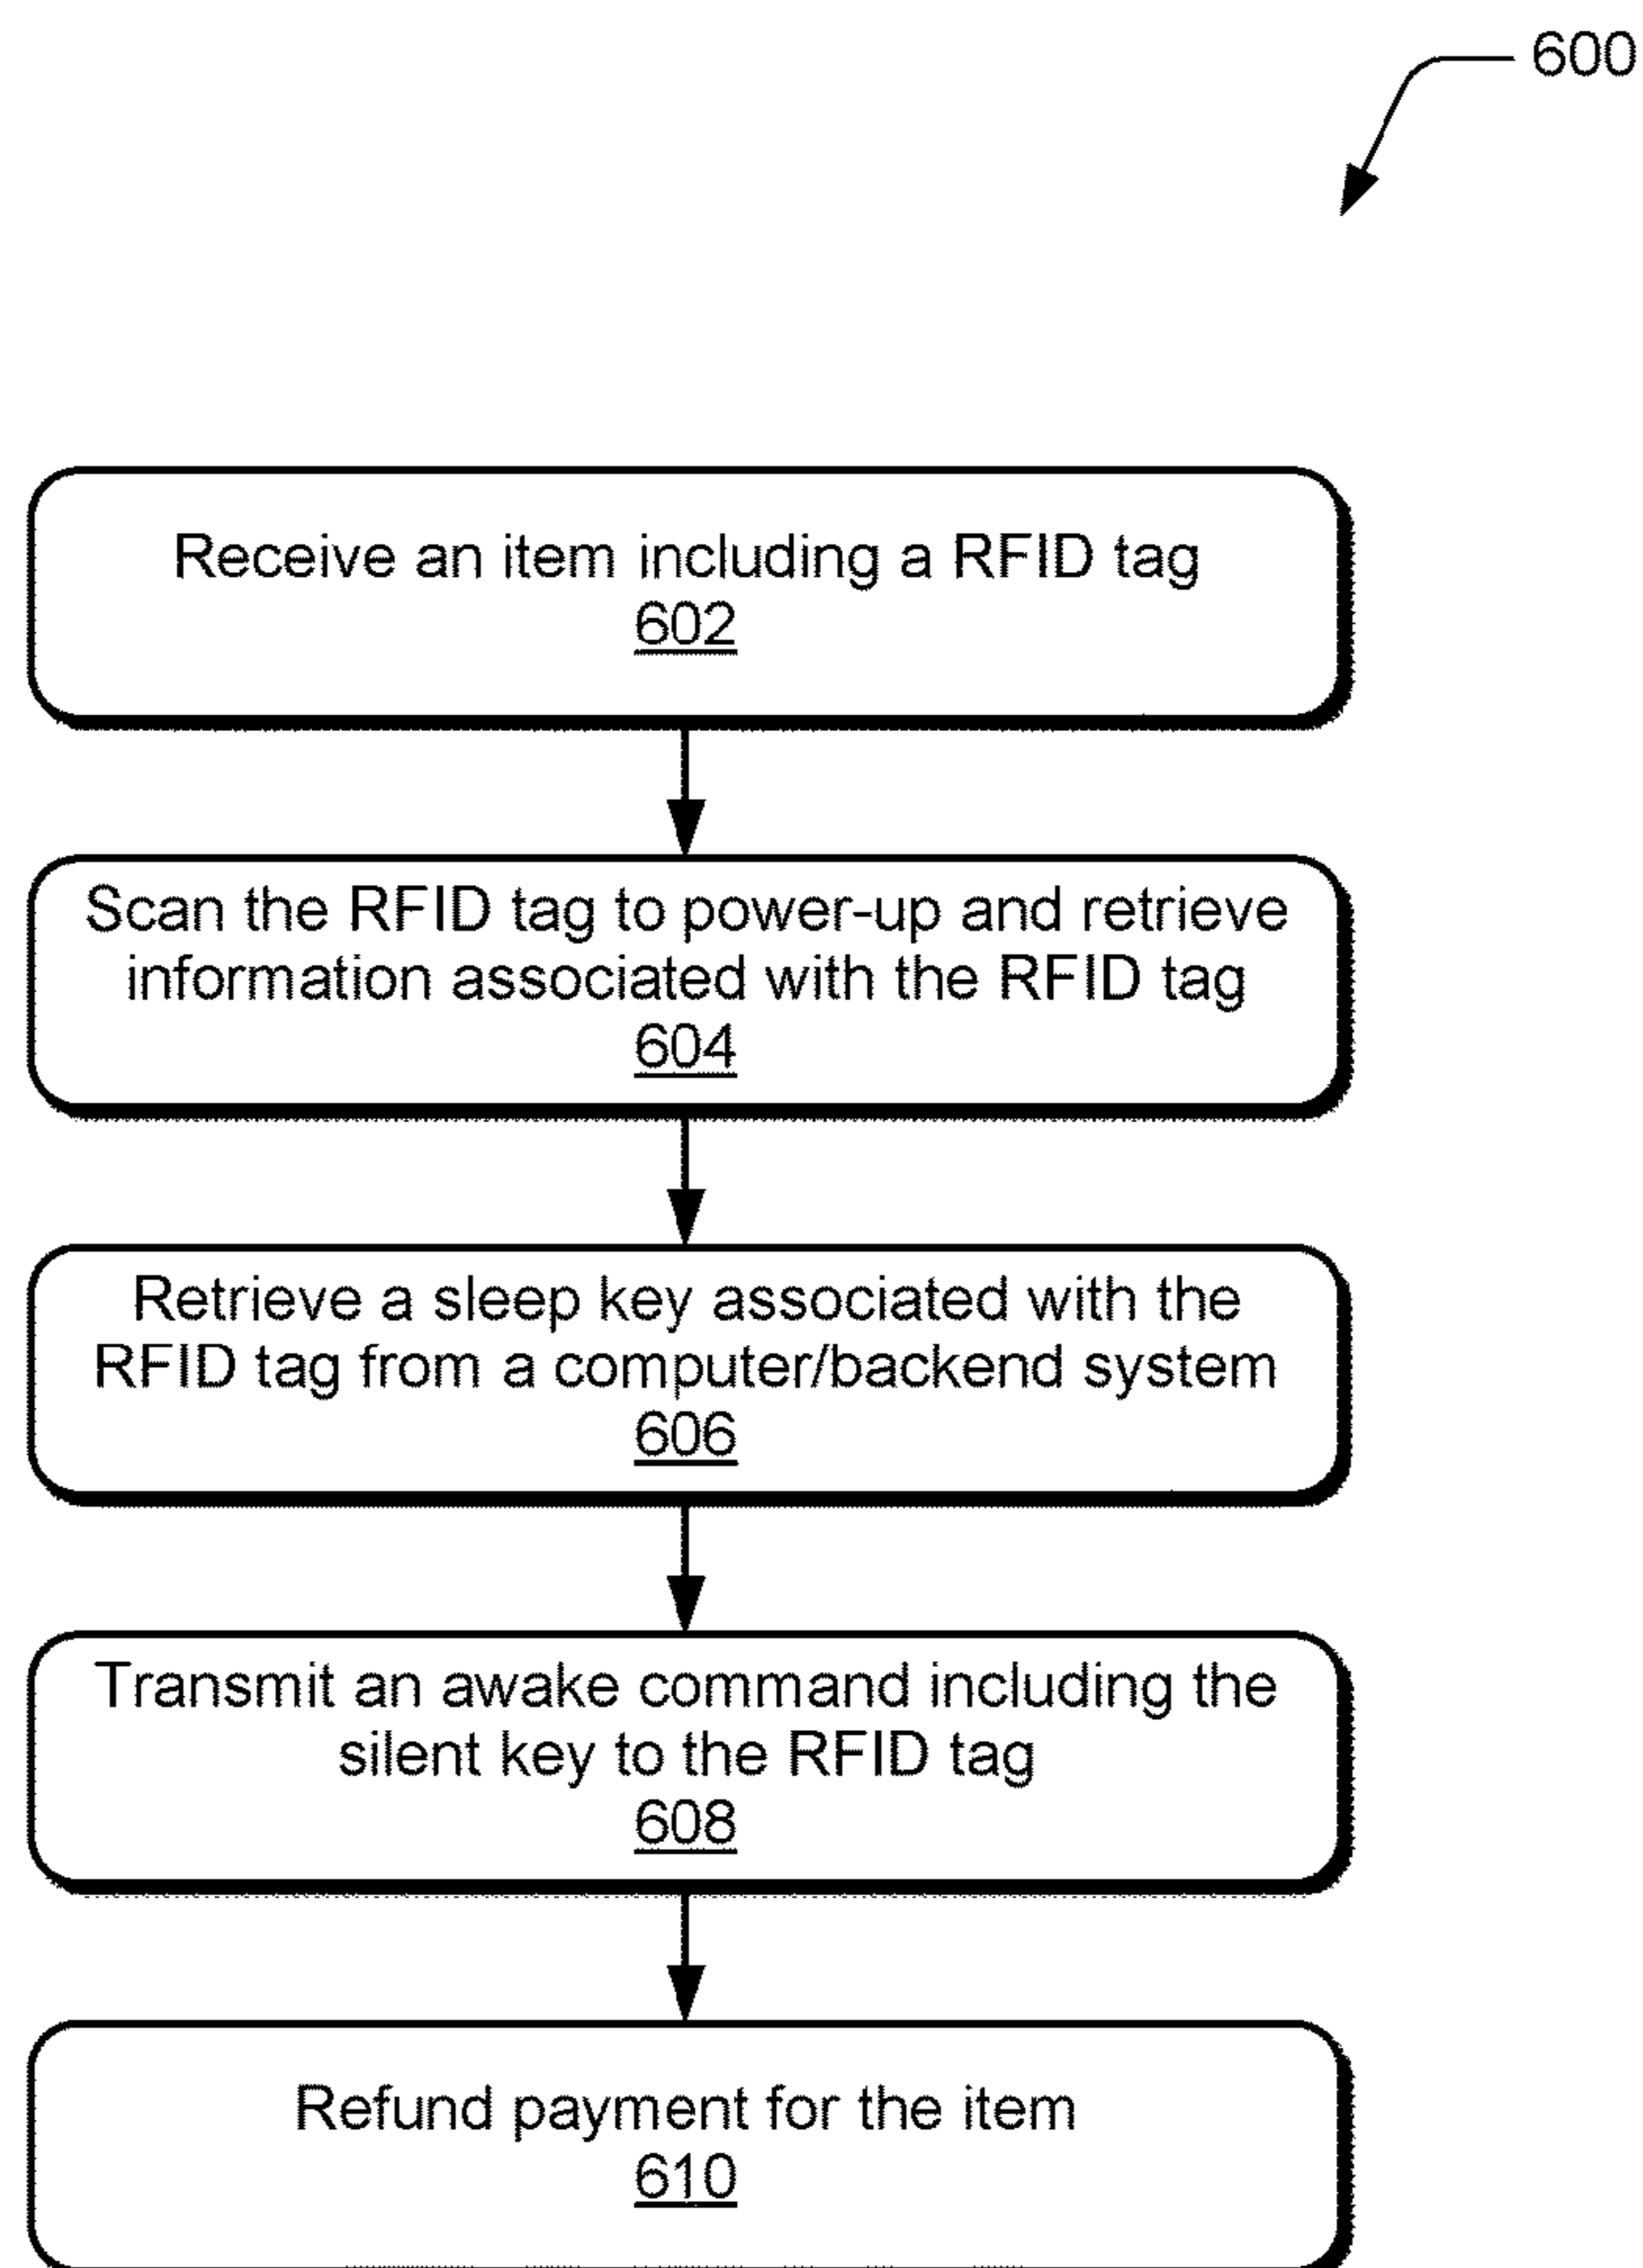 600
Receive an item including a RFID tag
602
Scan the RFID tag to power-up and retrieve
information associated with the RFID tag
604
Retrieve a sleep key associated with the
RFID tag from a computer/backend system
606
Transmit an awake command including the
silent key to the RFID tag
608
Refund payment for the item
610